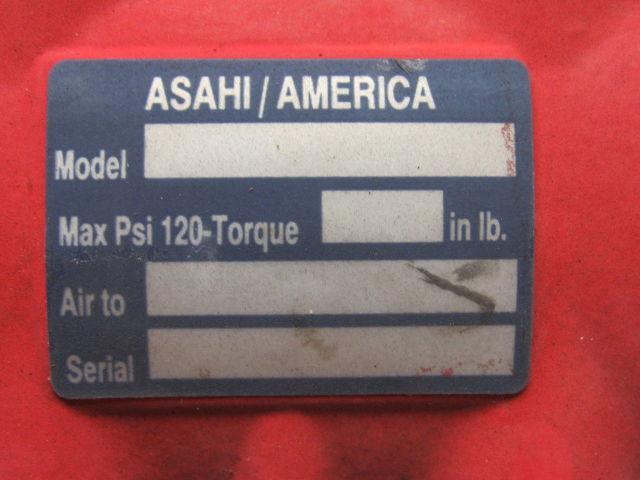 ASAHI / AMERICA
Model
Max Psi 120-Torque in lb.
Air to
Serial